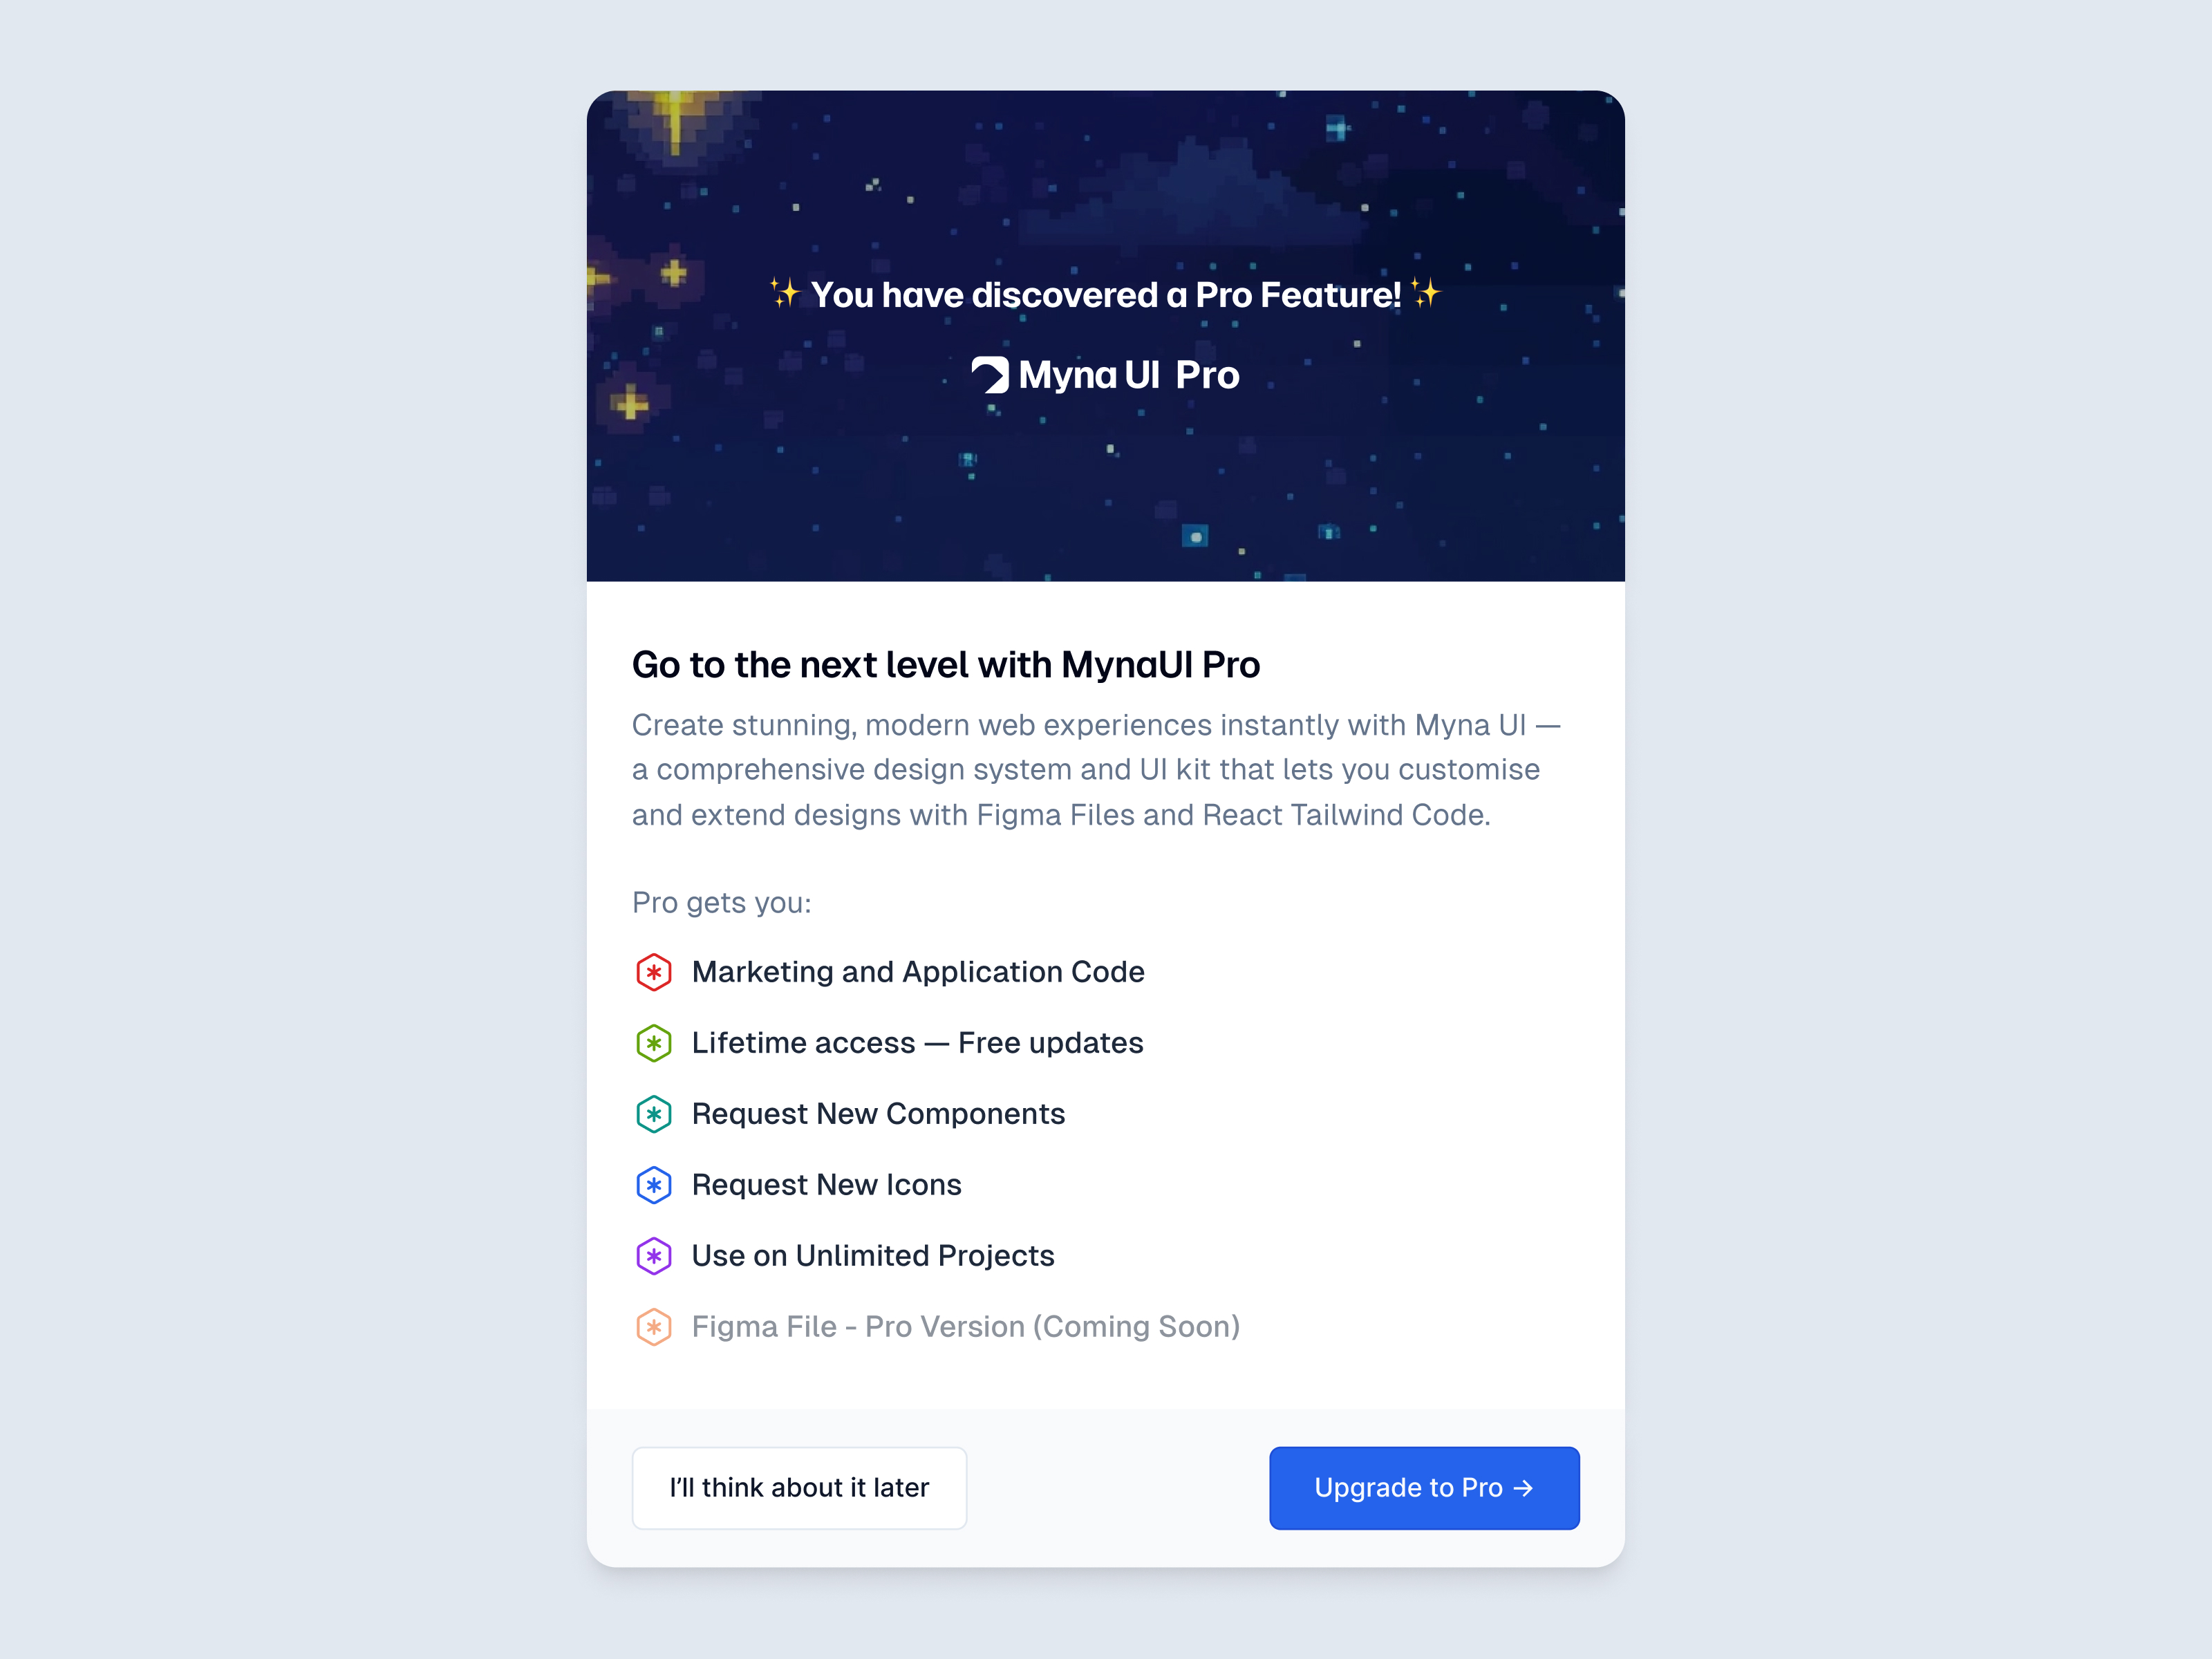 ✨ You have discovered a Pro Feature! ✨
Myna UI Pro
Go to the next level with MynaUI Pro
Create stunning, modern web experiences instantly with Myna UI —
a comprehensive design system and UI kit that lets you customise
and extend designs with Figma Files and React Tailwind Code.
Pro gets you:
Marketing and Application Code
Lifetime access — Free updates
Request New Components
Request New Icons
Use on Unlimited Projects
Figma File - Pro Version (Coming Soon)
I’ll think about it later
Upgrade to Pro →